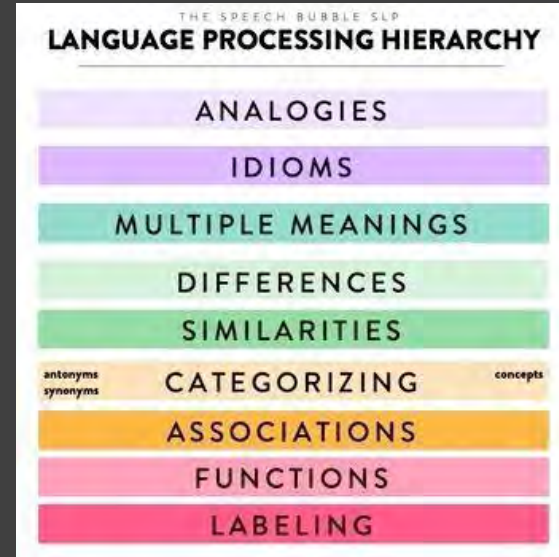 THE SPEECH BUBBLE SLP
LANGUAGE PROCESSING HIERARCHY
ANALOGIES
IDIOMS
MULTIPLE MEANINGS
DIFFERENCES
SIMILARITIES
antonyms
synonyms
CATEGORIZING
concepts
ASSOCIATIONS
FUNCTIONS
LABELING